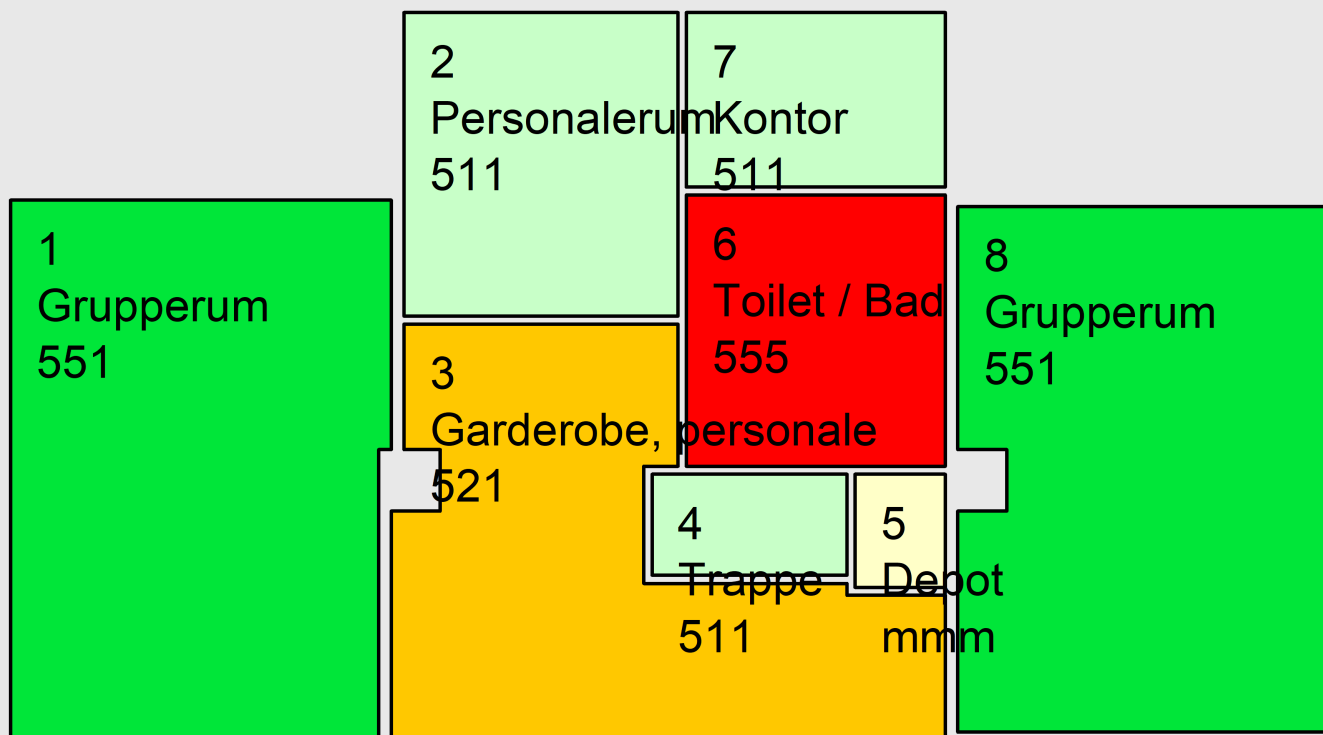 1
Grupperum
551
2
Personalerum
511
3
Garderobe, personale
521
4
Trappe
511
5
Depot
mmm
6
Toilet / Bad
555
7
Kontor
511
8
Grupperum
551